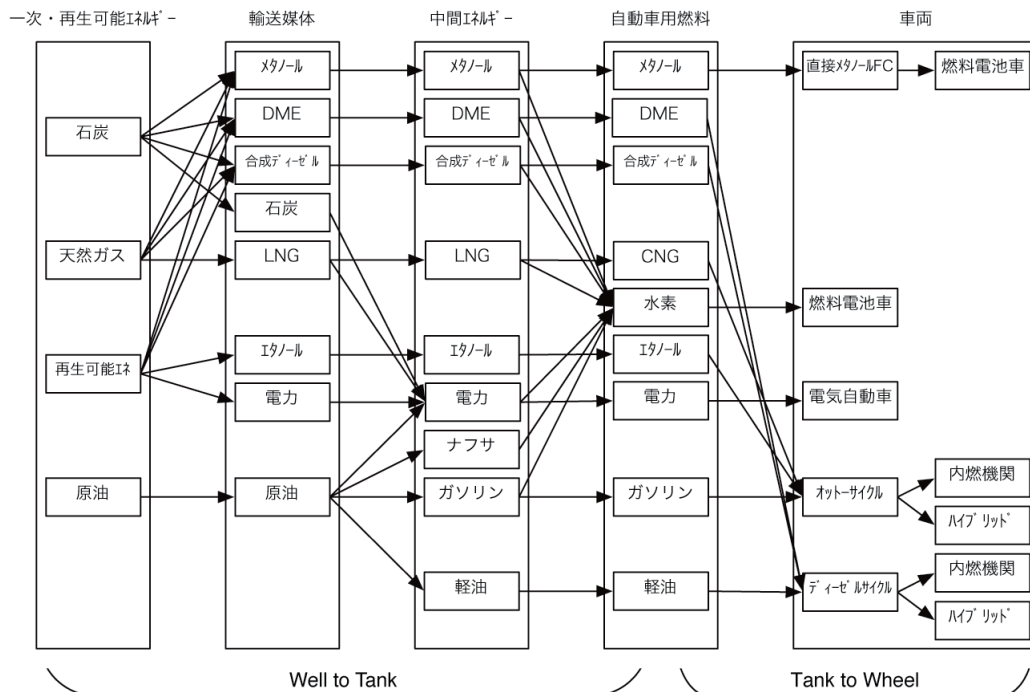 一次・再生可能ｴﾈﾙｷﾞｰ
輸送媒体
中間ｴﾈﾙｷﾞｰ
自動車用燃料
車両
ﾒﾀﾉｰﾙ
ﾒﾀﾉｰﾙ
ﾒﾀﾉｰﾙ
直接ﾒﾀﾉｰﾙFC
燃料電池車
石炭
DME
DME
DME
合成ﾃﾞｨｰｾﾞﾙ
合成ﾃﾞｨｰｾﾞﾙ
合成ﾃﾞｨｰｾﾞﾙ
石炭
天然ガス
LNG
LNG
CNG
水素
燃料電池車
再生可能ｴﾈ
ｴﾀﾉｰﾙ
ｴﾀﾉｰﾙ
ｴﾀﾉｰﾙ
電力
電力
電力
電気自動車
ナフサ
原油
原油
ガソリン
ガソリン
ｵｯﾄｰｻｲｸﾙ
内燃機関
ﾊｲﾌﾞﾘｯﾄﾞ
軽油
軽油
ﾃﾞｨｰｾﾞﾙｻｲｸﾙ
内燃機関
ﾊｲﾌﾞﾘｯﾄﾞ
Well to Tank
Tank to Wheel